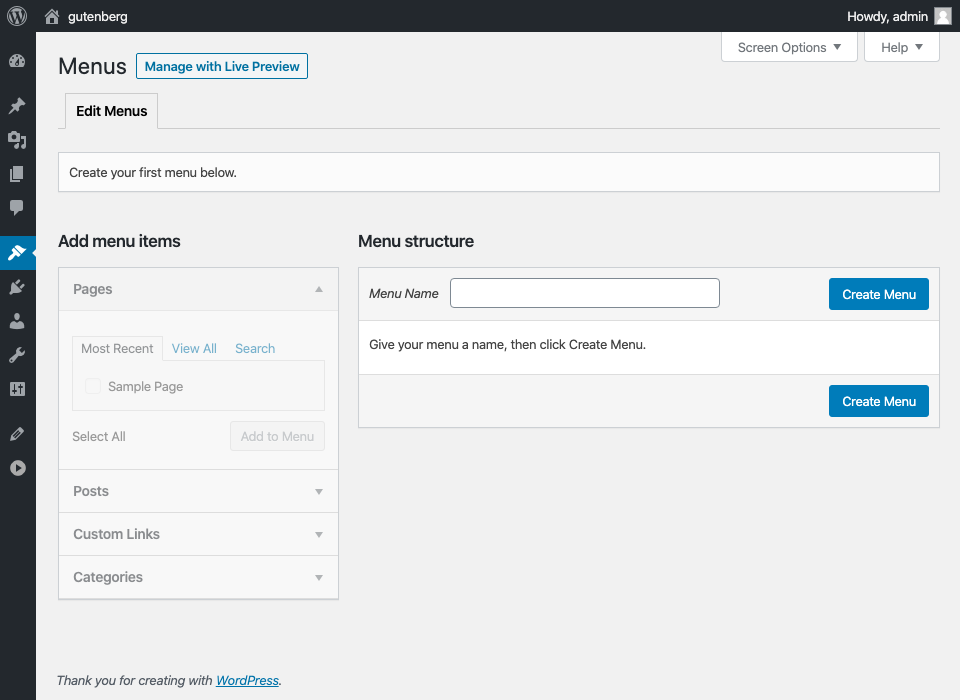 gutenberg
Howdy, admin
Screen Options
Help
Menus
Manage with Live Preview
Edit Menus
Create your first menu below.
Add menu items
Menu structure
Pages
Menu Name
Create Menu
Most Recent
View All
Search
Give your menu a name, then click Create Menu.
Sample Page
Create Menu
Select All
Add to Menu
Posts
Custom Links
Categories
Thank you for creating with WordPress.